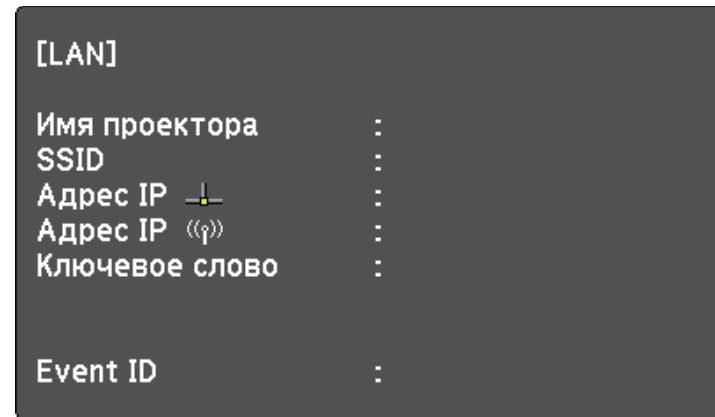 [LAN]
Имя проектора :
SSID :
Адрес IP :
Адрес IP :
Ключевое слово :
Event ID :